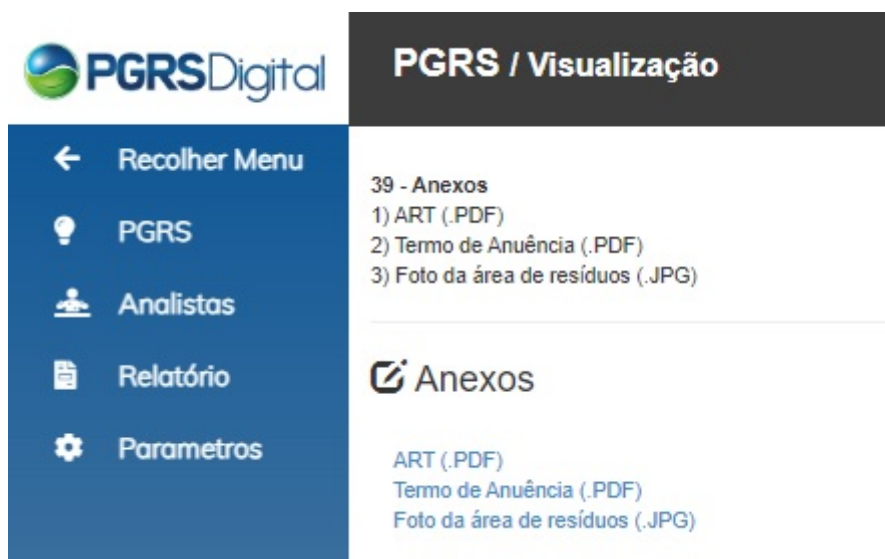 PGRSDigital
PGRS / Visualização
Recolher Menu
PGRS
Analistas
Relatório
Parametros
39 - Anexos
1) ART (.PDF)
2) Termo de Anuência (.PDF)
3) Foto da área de resíduos (.JPG)
Anexos
ART (.PDF)
Termo de Anuência (.PDF)
Foto da área de resíduos (.JPG)